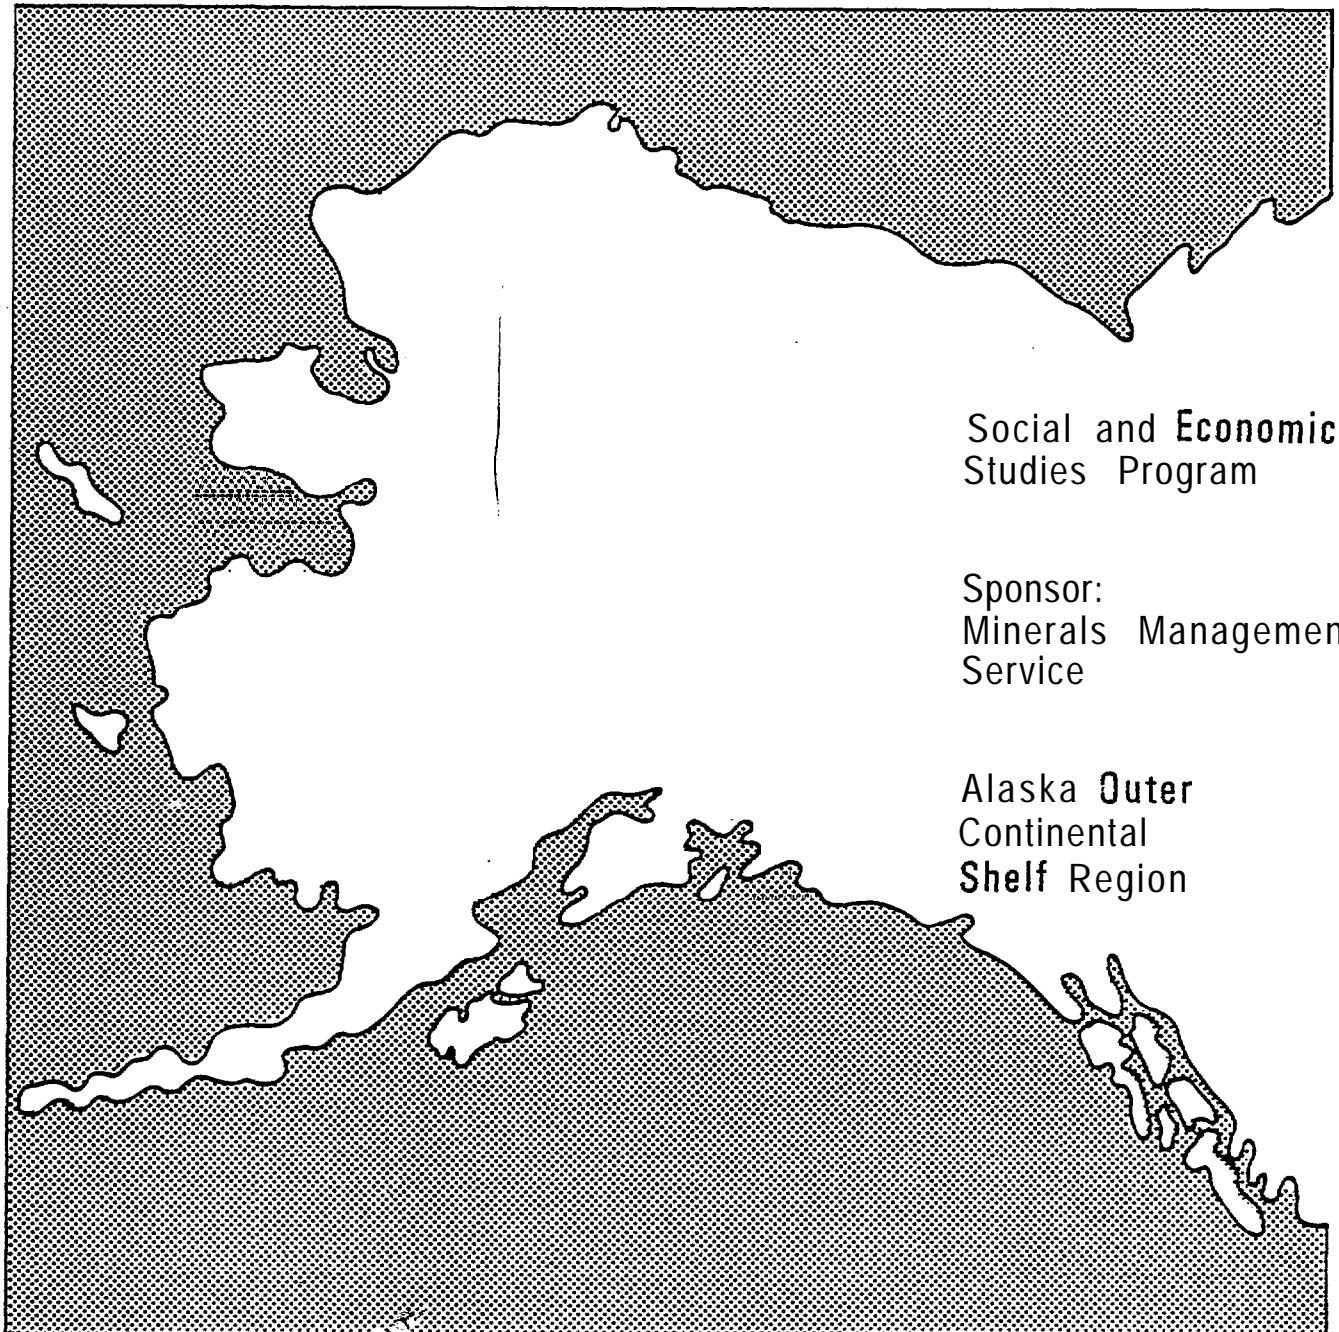 Social and Economic
Studies Program
Sponsor:
Minerals Managemen
Service
Alaska Outer
Continental
Shelf Region